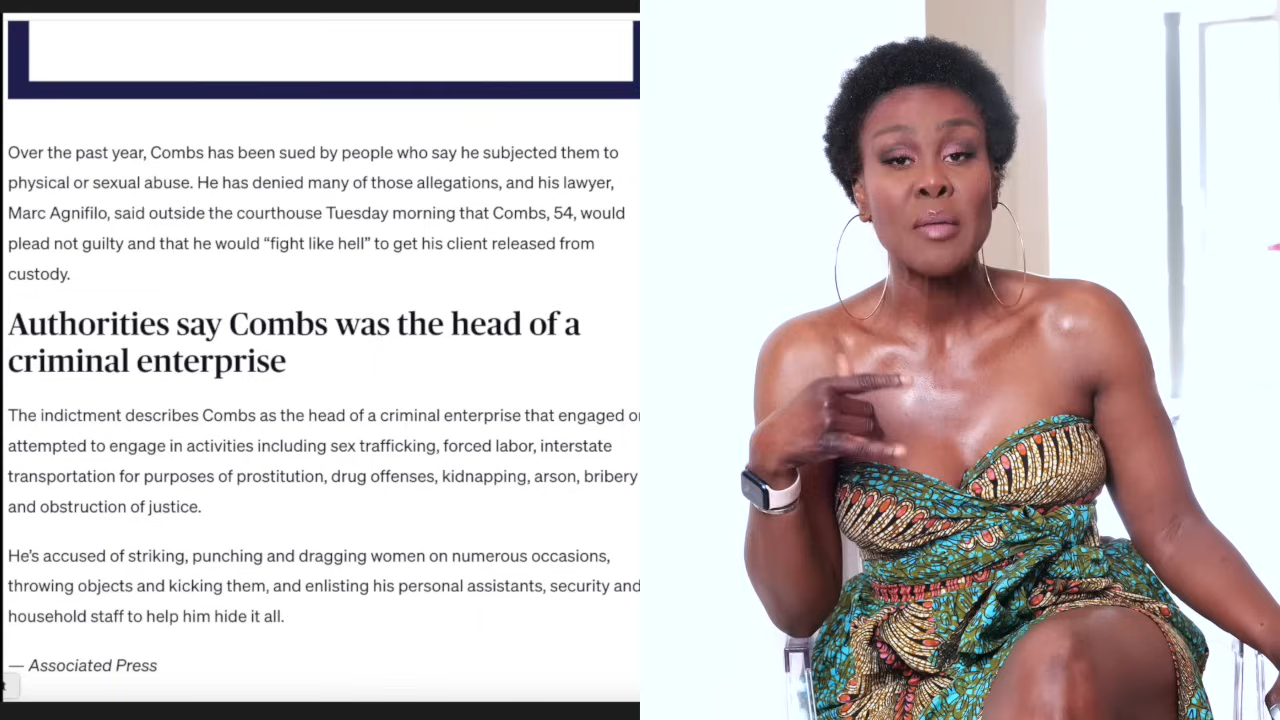 Over the past year, Combs has been sued by people who say he subjected them to
physical or sexual abuse. He has denied many of those allegations, and his lawyer,
Marc Agnifilo, said outside the courthouse Tuesday morning that Combs, 54, would
plead not guilty and that he would “fight like hell” to get his client released from
custody.
Authorities say Combs was the head of a
criminal enterprise
The indictment describes Combs as the head of a criminal enterprise that engaged or
attempted to engage in activities including sex trafficking, forced labor, interstate
transportation for purposes of prostitution, drug offenses, kidnapping, arson, bribery
and obstruction of justice.
He’s accused of striking, punching and dragging women on numerous occasions,
throwing objects and kicking them, and enlisting his personal assistants, security and
household staff to help him hide it all.
— Associated Press